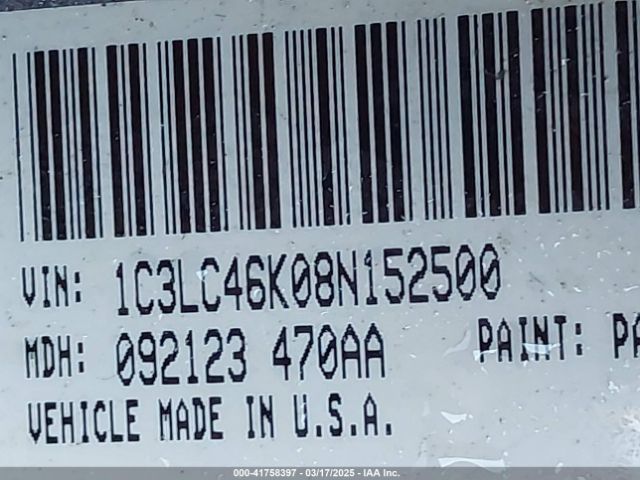 VIN: 1C3LC46K08N152500
MDH: 092123 470AA PAINT: PA
VEHICLE MADE IN U.S.A.
000-41758397 | 03/17/2025 - IAA Inc.